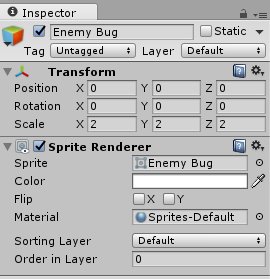 Inspector
Enemy Bug Static
Tag Untagged Layer Default
Transform
Position X 0 Y 0 Z 0
Rotation X 0 Y 0 Z 0
Scale X 2 Y 2 Z 2
Sprite Renderer
Sprite Enemy Bug
Color
Flip X Y
Material Sprites-Default
Sorting Layer Default
Order in Layer 0